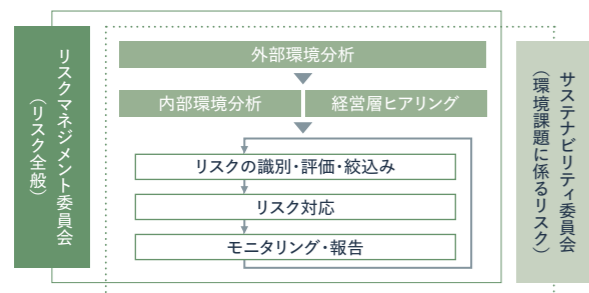 リスクマネジメント委員会
（リスク全般）
外部環境分析
内部環境分析
経営層ヒアリング
リスクの識別・評価・絞込み
リスク対応
モニタリング・報告
サステナビリティ委員会
（環境課題に係るリスク）